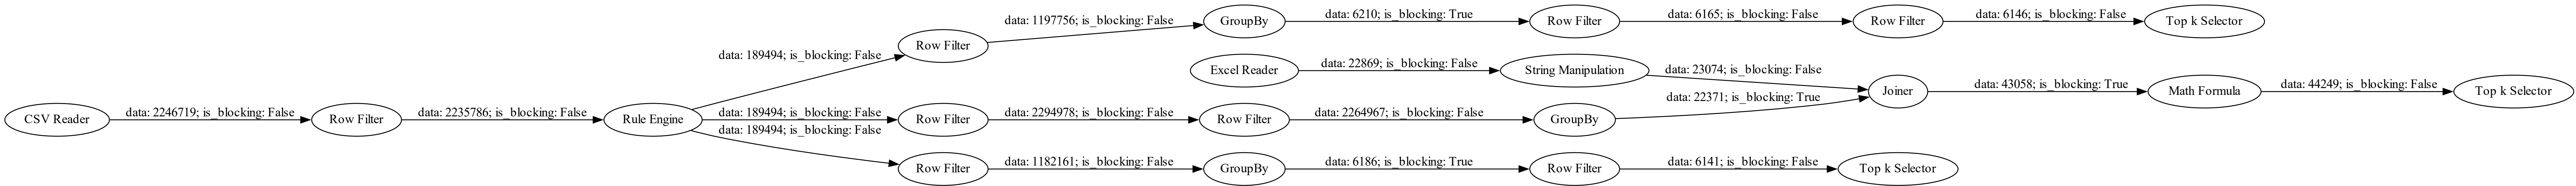 data: 1197756; is_blocking: False
GroupBy
data: 6210; is_blocking: True
Row Filter
data: 6165; is_blocking: False
Row Filter
data: 6146; is_blocking: False
Top k Selector
Row Filter
data: 189494; is_blocking: False
Excel Reader
data: 22869; is_blocking: False
String Manipulation
data: 23074; is_blocking: False
CSV Reader
data: 2246719; is_blocking: False
Row Filter
data: 2235786; is_blocking: False
Rule Engine
data: 189494; is_blocking: False
Row Filter
data: 2294978; is_blocking: False
Row Filter
data: 2264967; is_blocking: False
GroupBy
data: 22371; is_blocking: True
Joiner
data: 43058; is_blocking: True
Math Formula
data: 44249; is_blocking: False
Top k Selector
data: 189494; is_blocking: False
Row Filter
data: 1182161; is_blocking: False
GroupBy
data: 6186; is_blocking: True
Row Filter
data: 6141; is_blocking: False
Top k Selector